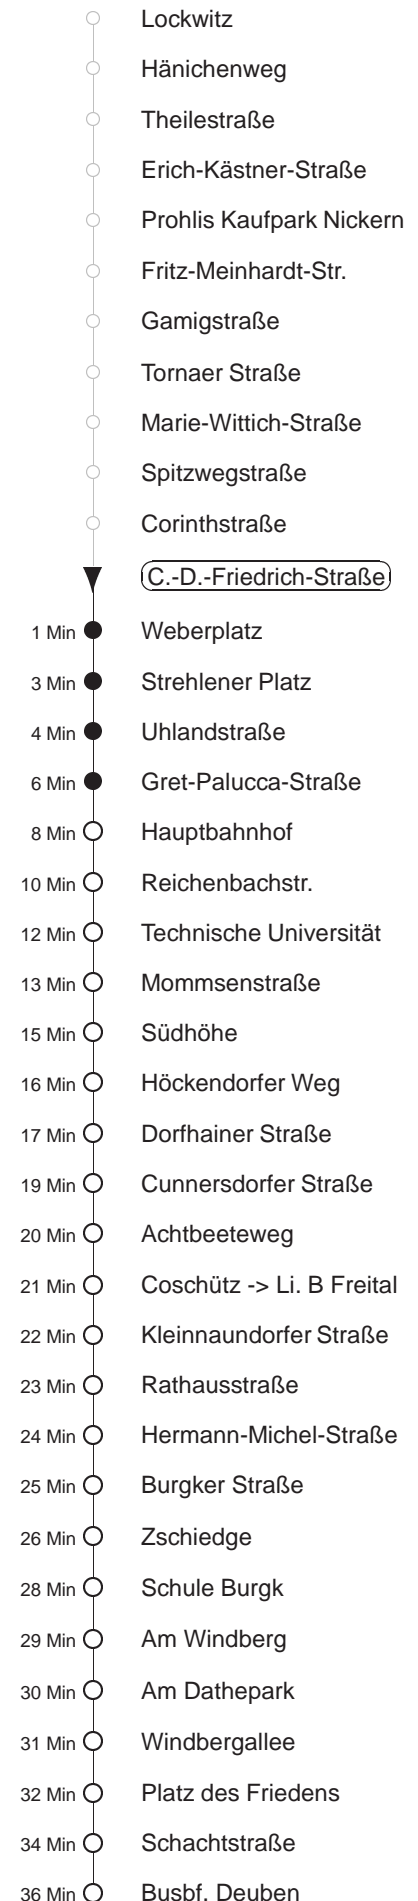 Lockwitz
Hänichenweg
Theilestraße
Erich-Kästner-Straße
Prohlis Kaufpark Nickern
Fritz-Meinhardt-Str.
Gamigstraße
Tornaer Straße
Marie-Wittich-Straße
Spitzwegstraße
Corinthstraße
C.-D.-Friedrich-Straße
1 Min Weberplatz
3 Min Strehlener Platz
4 Min Uhlandstraße
6 Min Gret-Palucca-Straße
8 Min Hauptbahnhof
10 Min Reichenbachstr.
12 Min Technische Universität
13 Min Mommsenstraße
15 Min Südhöhe
16 Min Höckendorfer Weg
17 Min Dorfhainer Straße
19 Min Cunnersdorfer Straße
20 Min Achtbeeteweg
21 Min Coschütz -> Li. B Freital
22 Min Kleinnaundorfer Straße
23 Min Rathausstraße
24 Min Hermann-Michel-Straße
25 Min Burgker Straße
26 Min Zschiedge
28 Min Schule Burgk
29 Min Am Windberg
30 Min Am Dathepark
31 Min Windbergallee
32 Min Platz des Friedens
34 Min Schachtstraße
36 Min Busbf. Deuben